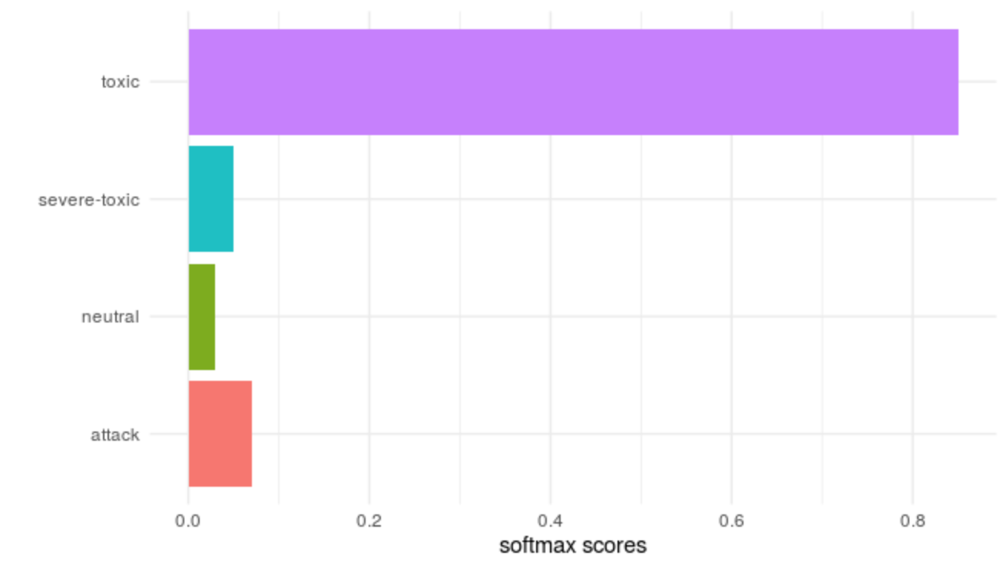 toxic
severe-toxic
neutral
attack
0.0 0.2 0.4 0.6 0.8
softmax scores